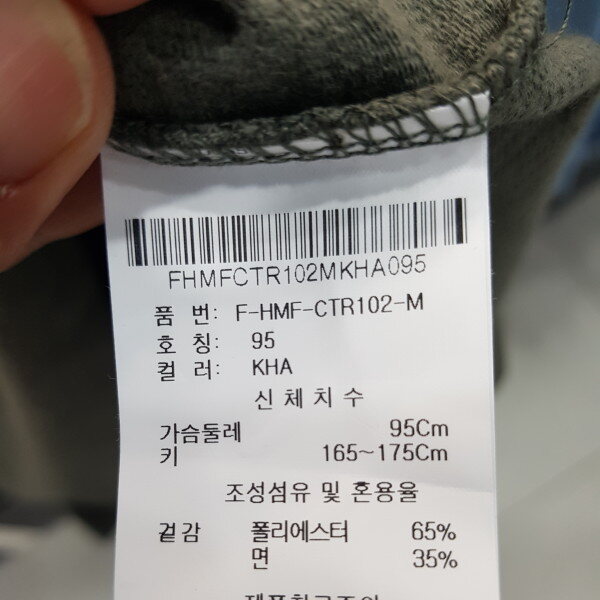 FHMFCTR102MKHA095
품 번: F-HMF-CTR102-M
호 칭: 95
컬 러: KHA
신 체 치 수
가슴둘레 95Cm
키 165~175Cm
조성섬유 및 혼용율
겉감 폴리에스터 65%
면 35%